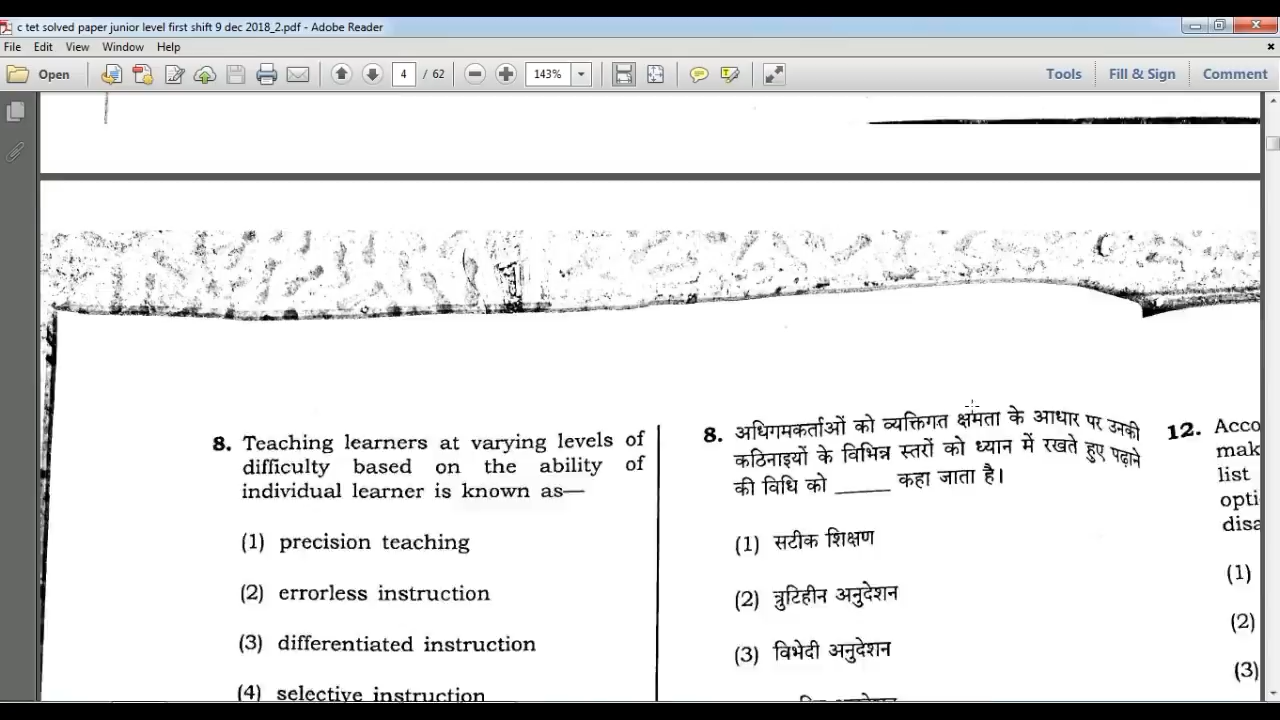 c tet solved paper junior level first shift 9 dec 2018_2.pdf - Adobe Reader
File Edit View Window Help
Open 4 / 62 143% Tools Fill & Sign Comment
8. Teaching learners at varying levels of
difficulty based on the ability of
individual learner is known as—
(1) precision teaching
(2) errorless instruction
(3) differentiated instruction
(4) selective instruction
8. अधिगमकर्ताओं को व्यक्तिगत क्षमता के आधार पर उनकी
कठिनाइयों के विभिन्न स्तरों को ध्यान में रखते हुए पढ़ाने
की विधि को ______ कहा जाता है।
(1) सटीक शिक्षण
(2) त्रुटिहीन अनुदेशन
(3) विभेदी अनुदेशन
12. Acco
mak
list
opti
disa
(1)
(2)
(3)